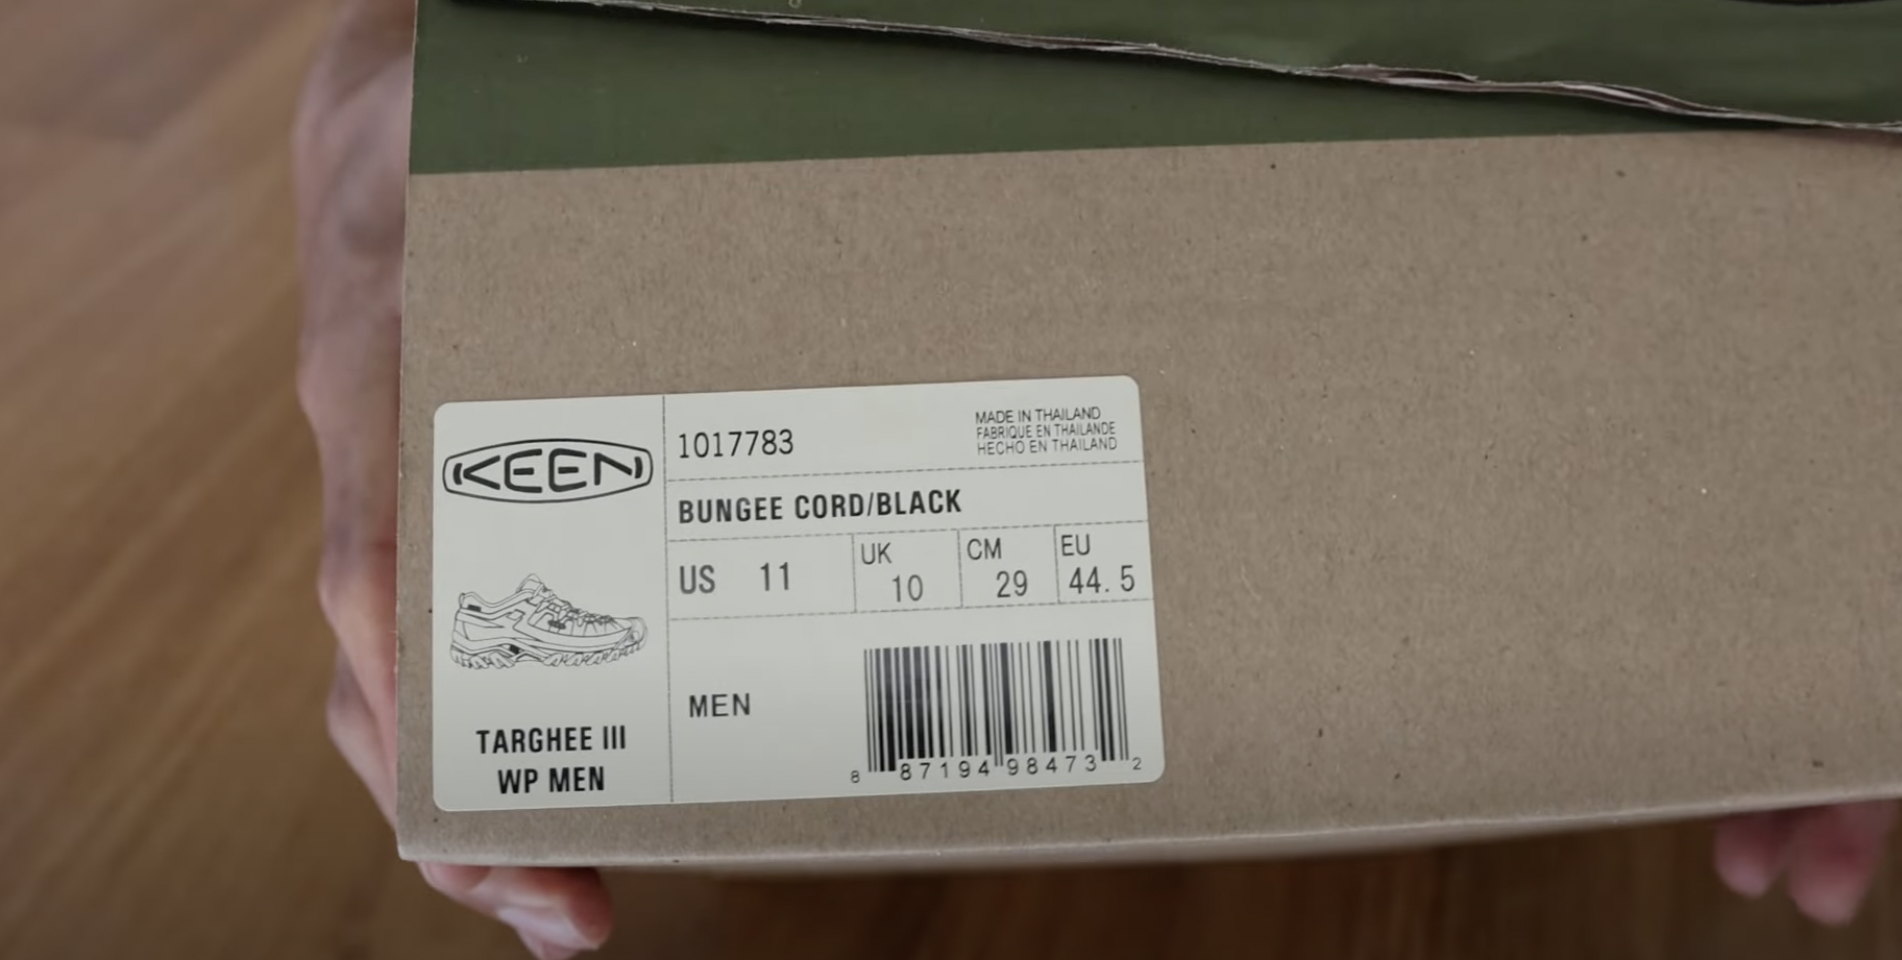 KEEN
TARGHEE III
WP MEN
1017783
MADE IN THAILAND
FABRIQUE EN THAILANDE
HECHO EN THAILAND
BUNGEE CORD/BLACK
US 11
UK 10
CM 29
EU 44.5
MEN
8 87194 98473 2